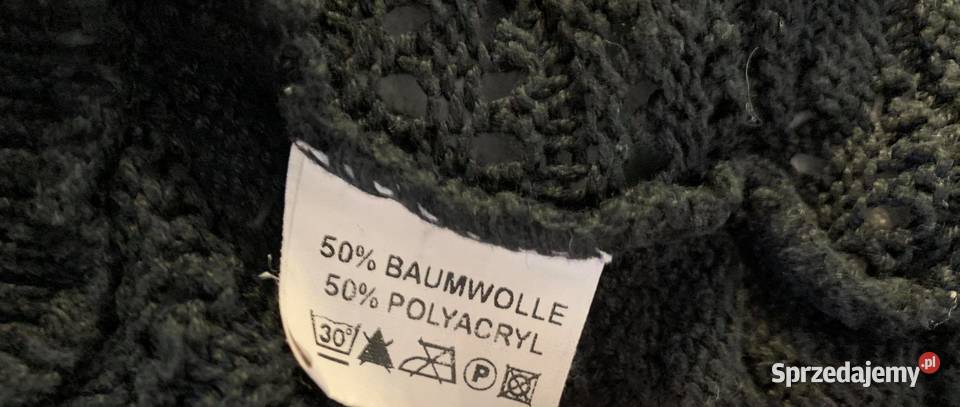 50% BAUMWOLLE
50% POLYACRYL
30° P
Sprzedajemy.pl